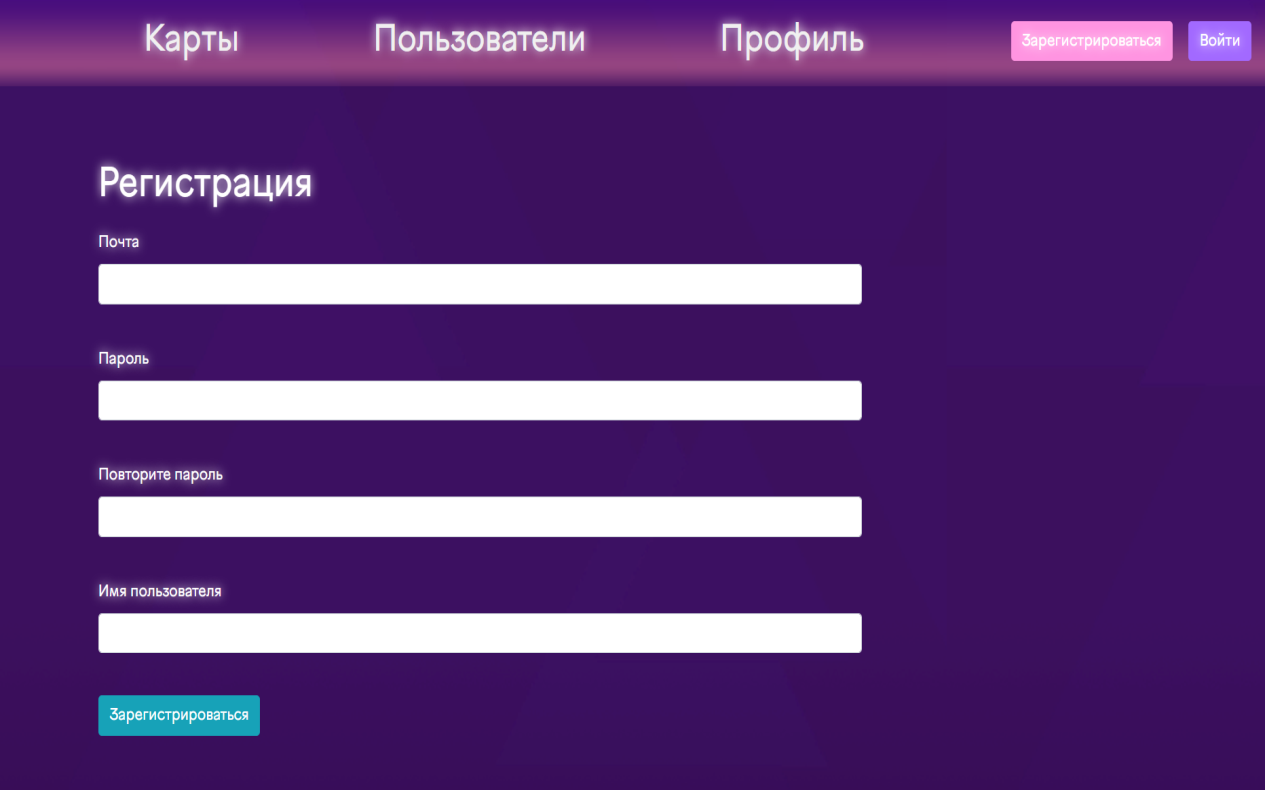 Карты Пользователи Профиль Зарегистрироваться Войти
Регистрация
Почта
Пароль
Повторите пароль
Имя пользователя
Зарегистрироваться